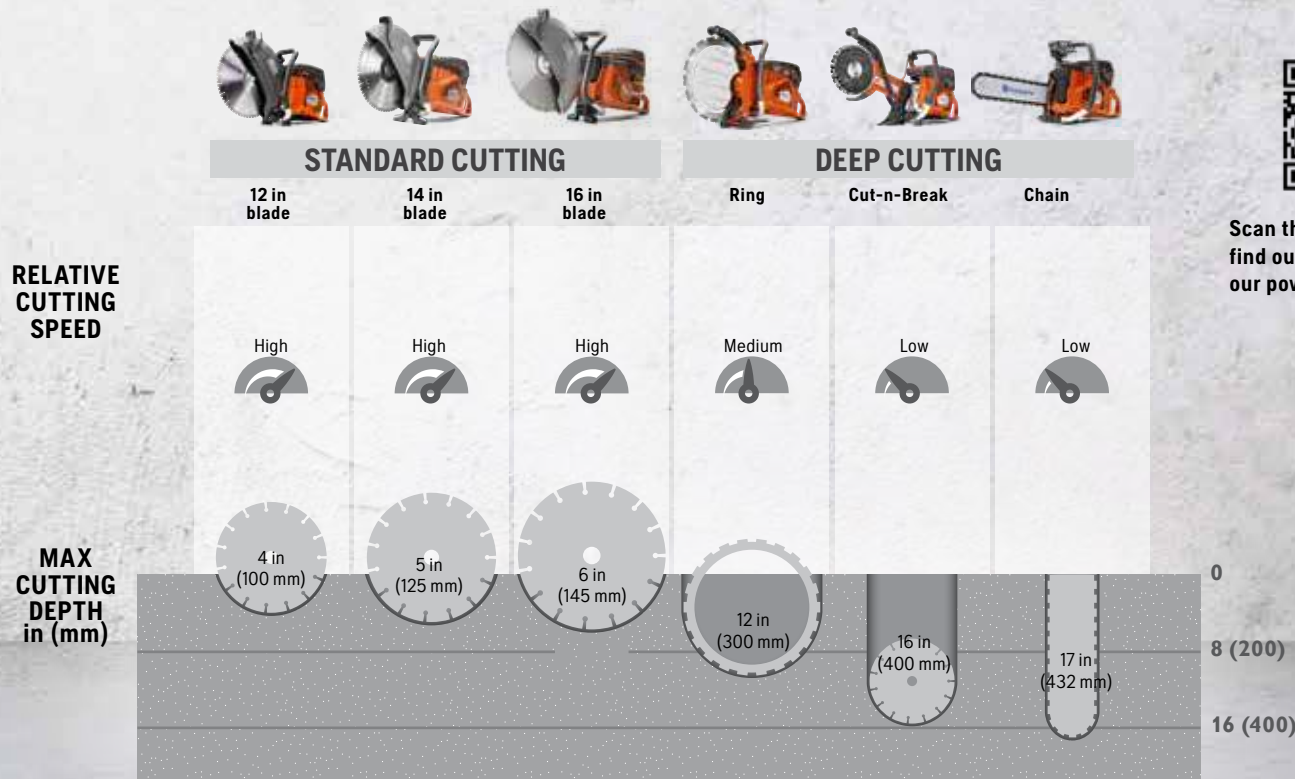 STANDARD CUTTING
DEEP CUTTING
12 in
blade
14 in
blade
16 in
blade
Ring
Cut-n-Break
Chain
RELATIVE
CUTTING
SPEED
High
High
High
Medium
Low
Low
MAX
CUTTING
DEPTH
in (mm)
4 in
(100 mm)
5 in
(125 mm)
6 in
(145 mm)
12 in
(300 mm)
16 in
(400 mm)
17 in
(432 mm)
0
8 (200)
16 (400)
Scan th
find ou
our pow